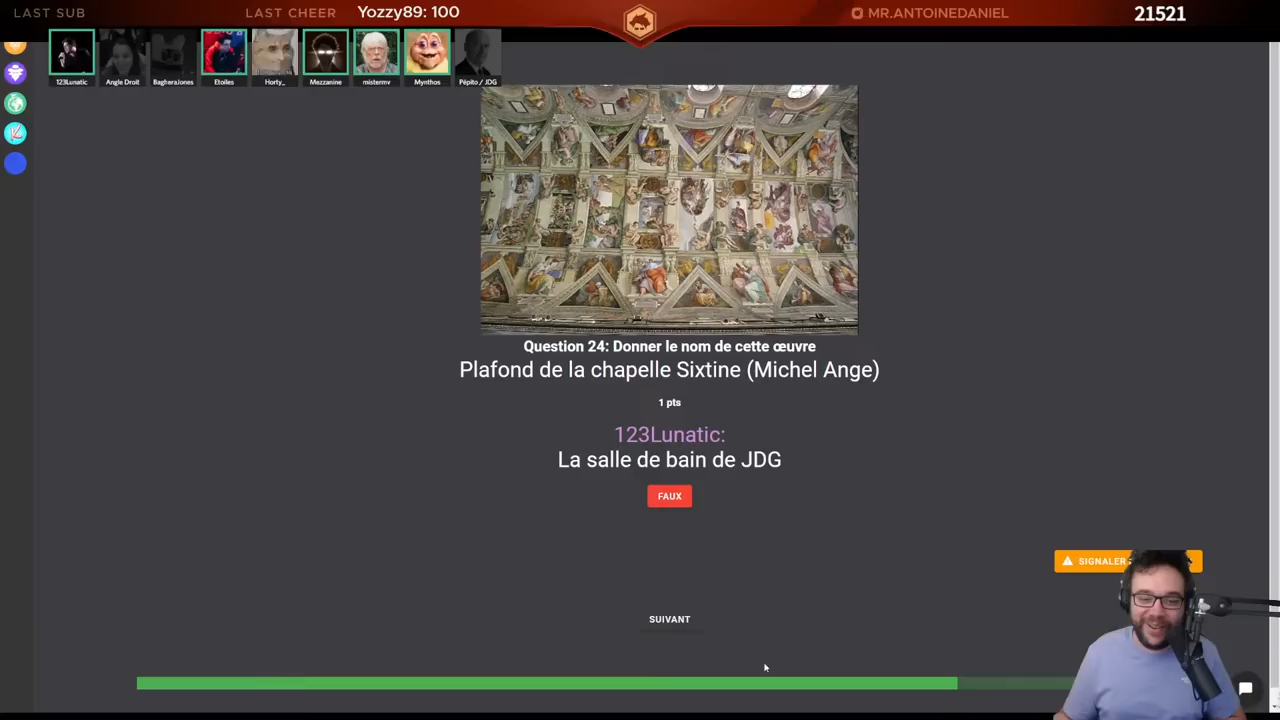 LAST SUB
LAST CHEER
Yozzy89: 100
MR.ANTOINEDANIEL
21521
123Lunatic
Angle Droit
BagheraJones
Etoiles
Horty_
Mezzanine
mistermv
Mynthos
Pépito / JDG
Question 24: Donner le nom de cette œuvre
Plafond de la chapelle Sixtine (Michel Ange)
1 pts
123Lunatic:
La salle de bain de JDG
FAUX
SIGNALER
SUIVANT